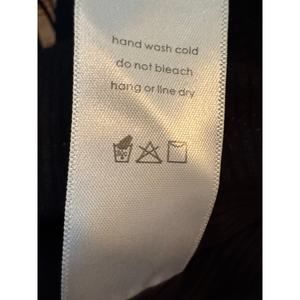 hand wash cold
do not bleach
hang or line dry